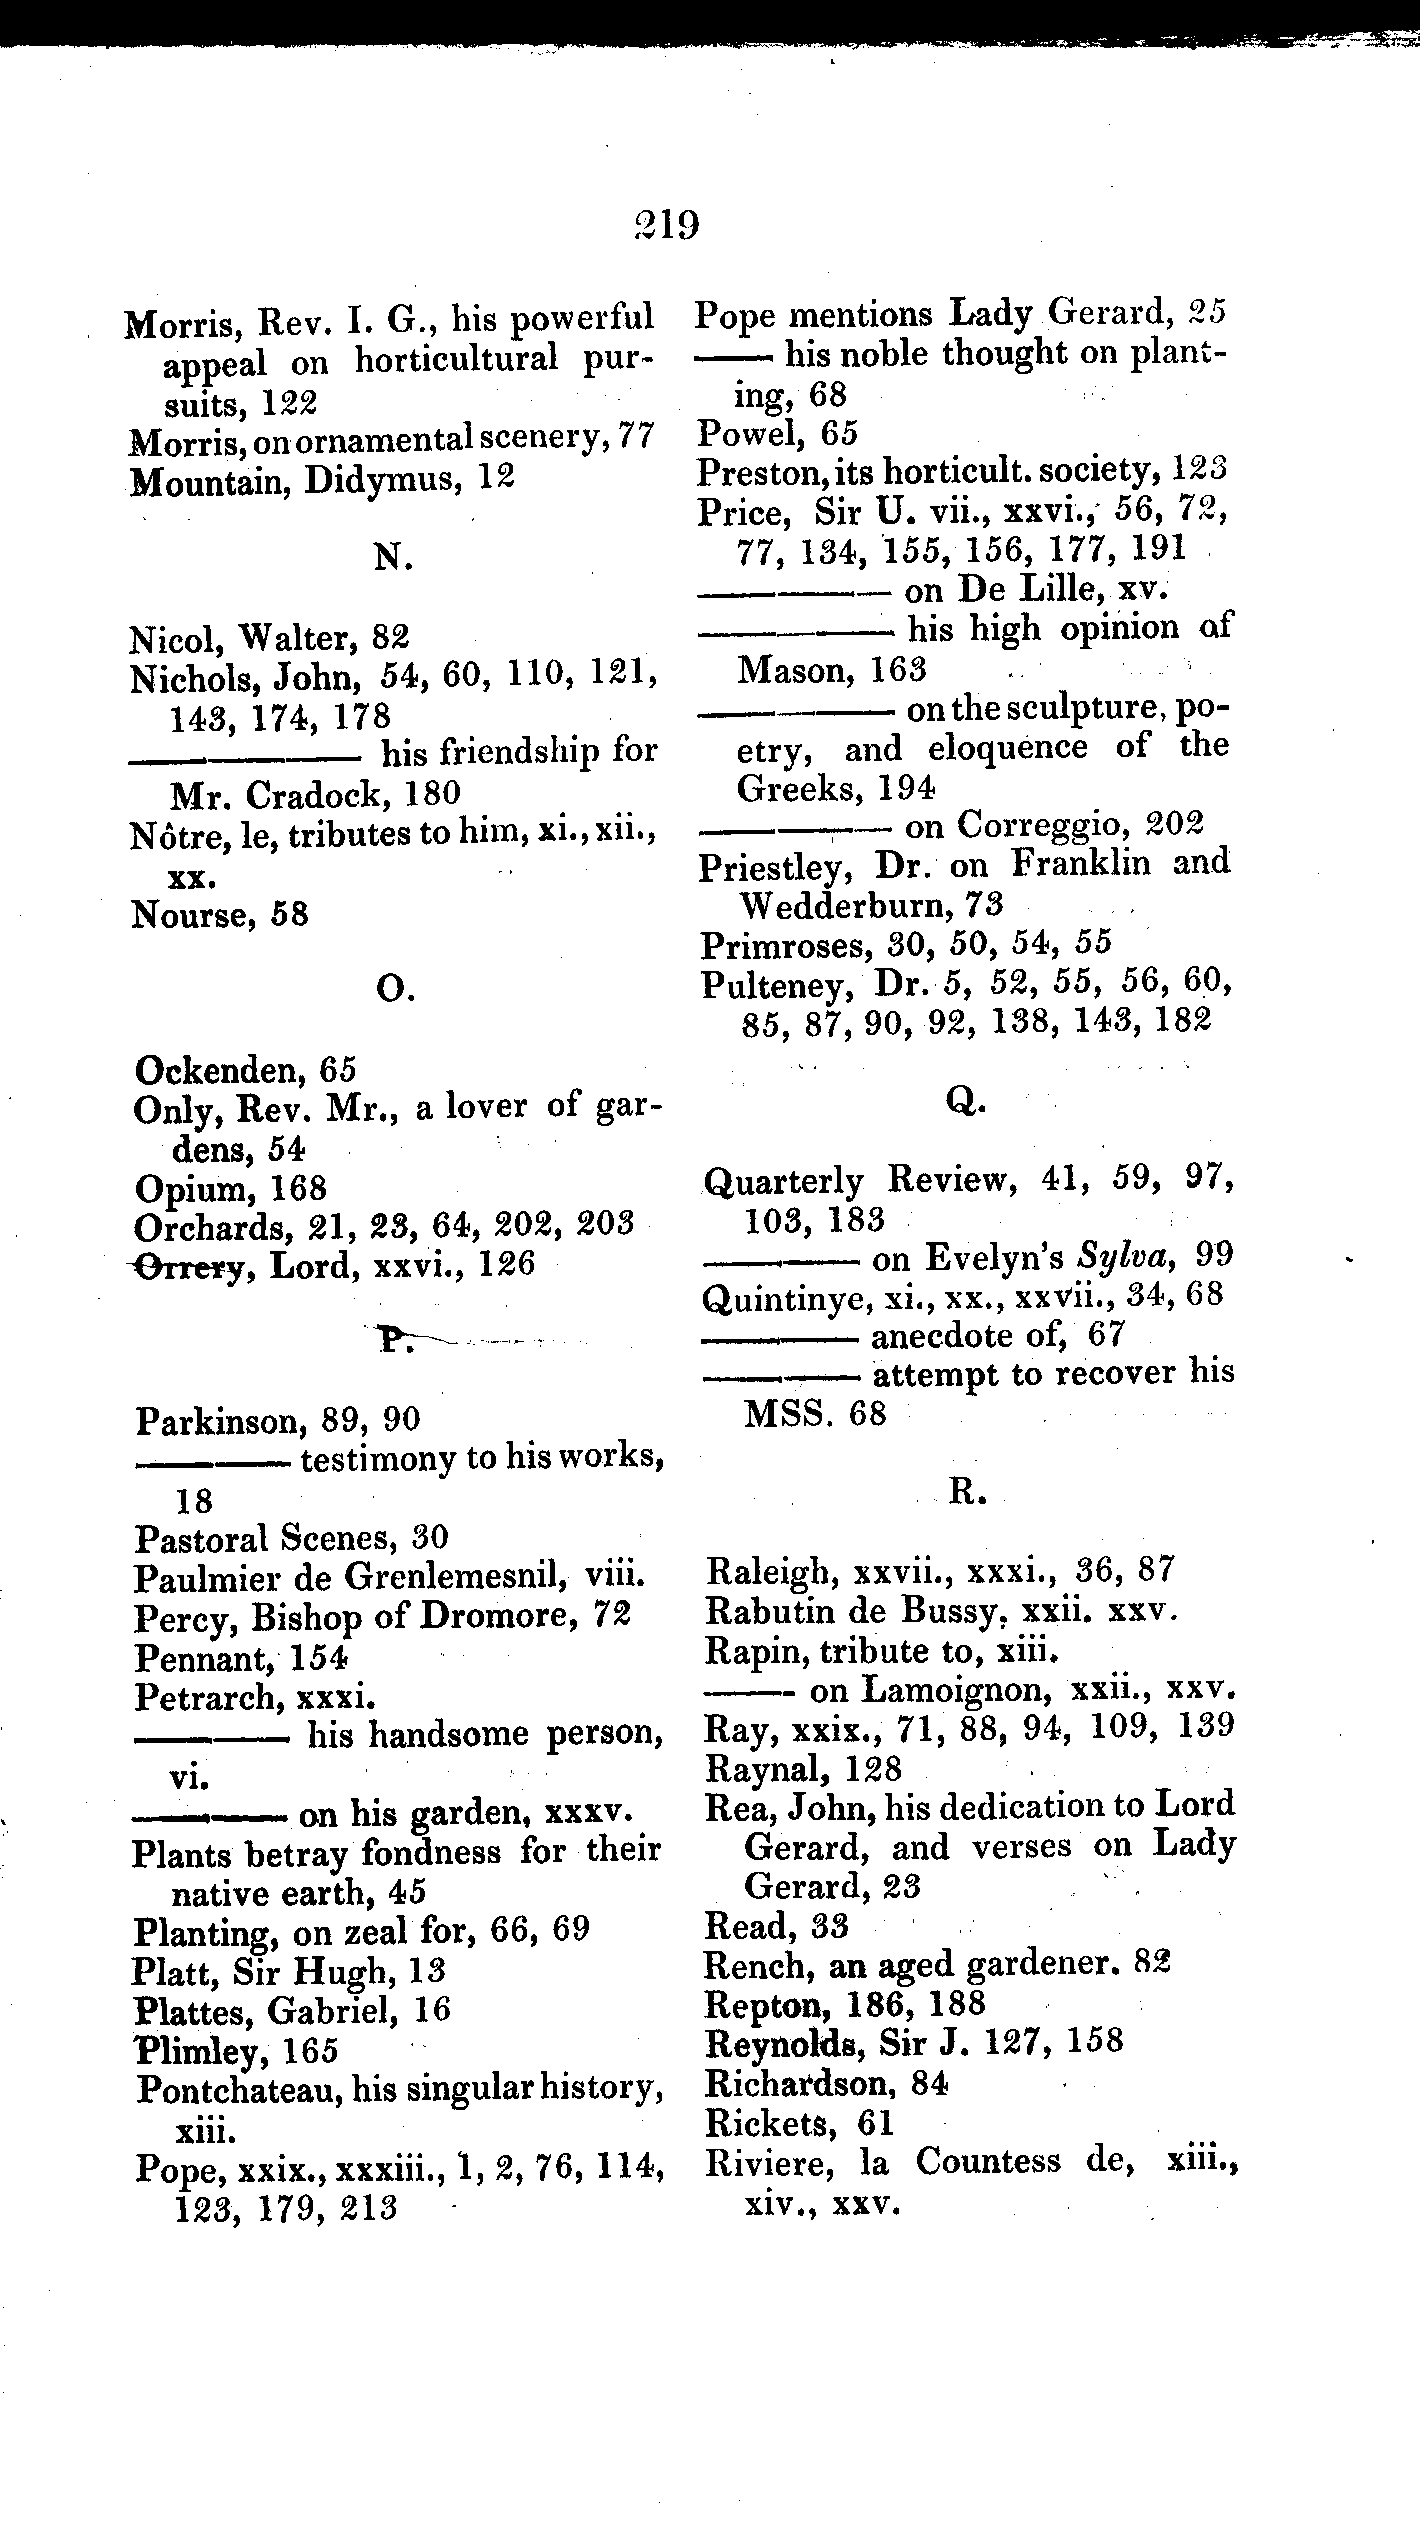 219
Morris, Rev. I. G., his powerful
appeal on horticultural pur-
suits, 122
Morris, on ornamental scenery, 77
Mountain, Didymus, 12
N.
Nicol, Walter, 82
Nichols, John, 54, 60, 110, 121,
143, 174, 178
——— his friendship for
Mr. Cradock, 180
Nôtre, le, tributes to him, xi., xii.,
xx.
Nourse, 58
O.
Ockenden, 65
Only, Rev. Mr., a lover of gar-
dens, 54
Opium, 168
Orchards, 21, 23, 64, 202, 203
Orrery, Lord, xxvi., 126
P.
Parkinson, 89, 90
——— testimony to his works,
18
Pastoral Scenes, 30
Paulmier de Grenlemesnil, viii.
Percy, Bishop of Dromore, 72
Pennant, 154
Petrarch, xxxi.
——— his handsome person,
vi.
——— on his garden, xxxv.
Plants betray fondness for their
native earth, 45
Planting, on zeal for, 66, 69
Platt, Sir Hugh, 13
Plattes, Gabriel, 16
Plimley, 165
Pontchateau, his singular history,
xiii.
Pope, xxix., xxxiii., 1, 2, 76, 114,
123, 179, 213
Pope mentions Lady Gerard, 25
—— his noble thought on plant-
ing, 68
Powel, 65
Preston, its horticult. society, 123
Price, Sir U. vii., xxvi., 56, 72,
77, 134, 155, 156, 177, 191
——— on De Lille, xv.
——— his high opinion of
Mason, 163
——— on the sculpture, po-
etry, and eloquence of the
Greeks, 194
——— on Correggio, 202
Priestley, Dr. on Franklin and
Wedderburn, 73
Primroses, 30, 50, 54, 55
Pulteney, Dr. 5, 52, 55, 56, 60,
85, 87, 90, 92, 138, 143, 182
Q.
Quarterly Review, 41, 59, 97,
103, 183
——— on Evelyn's Sylva, 99
Quintinye, xi., xx., xxvii., 34, 68
——— anecdote of, 67
——— attempt to recover his
MSS. 68
R.
Raleigh, xxvii., xxxi., 36, 87
Rabutin de Bussy, xxii. xxv.
Rapin, tribute to, xiii.
—— on Lamoignon, xxii., xxv.
Ray, xxix., 71, 88, 94, 109, 139
Raynal, 128
Rea, John, his dedication to Lord
Gerard, and verses on Lady
Gerard, 23
Read, 33
Rench, an aged gardener. 82
Repton, 186, 188
Reynolds, Sir J. 127, 158
Richardson, 84
Rickets, 61
Riviere, la Countess de, xiii.,
xiv., xxv.